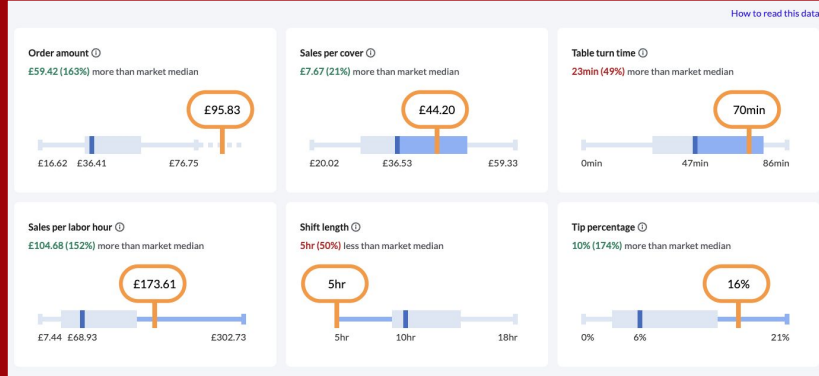 How to read this data
Order amount
£59.42 (163%) more than market median
£95.83
£16.62 £36.41 £76.75
Sales per cover
£7.67 (21%) more than market median
£44.20
£20.02 £36.53 £59.33
Table turn time
23min (49%) more than market median
70min
0min 47min 86min
Sales per labor hour
£104.68 (152%) more than market median
£173.61
£7.44 £68.93 £302.73
Shift length
5hr (50%) less than market median
5hr
5hr 10hr 18hr
Tip percentage
10% (174%) more than market median
16%
0% 6% 21%